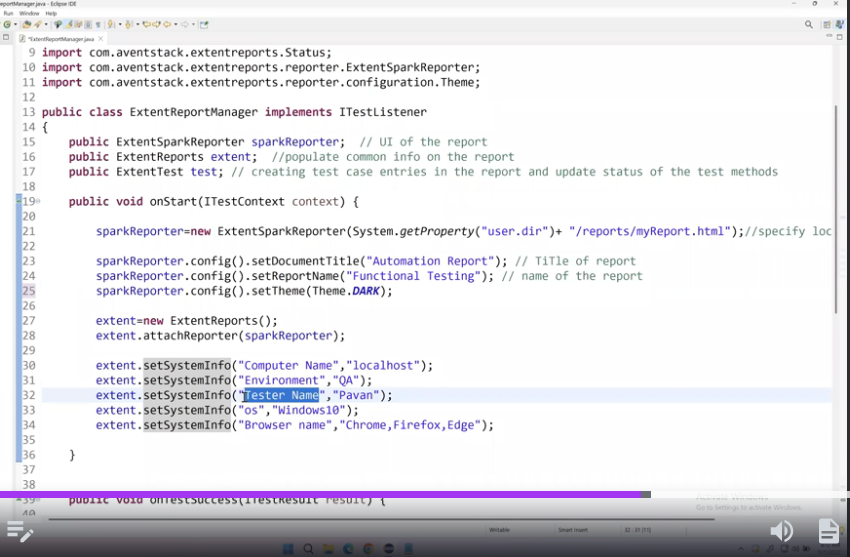 portManager.java - Eclipse IDE
Run Window Help
*ExtentReportManager.java
9 import com.aventstack.extentreports.Status;
10 import com.aventstack.extentreports.reporter.ExtentSparkReporter;
11 import com.aventstack.extentreports.reporter.configuration.Theme;
12
13 public class ExtentReportManager implements ITestListener
14 {
15 public ExtentSparkReporter sparkReporter; // UI of the report
16 public ExtentReports extent; //populate common info on the report
17 public ExtentTest test; // creating test case entries in the report and update status of the test methods
18
19 public void onStart(ITestContext context) {
20
21 sparkReporter=new ExtentSparkReporter(System.getProperty("user.dir")+ "/reports/myReport.html");//specify loc
22
23 sparkReporter.config().setDocumentTitle("Automation Report"); // TiTle of report
24 sparkReporter.config().setReportName("Functional Testing"); // name of the report
25 sparkReporter.config().setTheme(Theme.DARK);
26
27 extent=new ExtentReports();
28 extent.attachReporter(sparkReporter);
29
30 extent.setSystemInfo("Computer Name","localhost");
31 extent.setSystemInfo("Environment","QA");
32 extent.setSystemInfo("Tester Name","Pavan");
33 extent.setSystemInfo("os","Windows10");
34 extent.setSystemInfo("Browser name","Chrome,Firefox,Edge");
35
36 }
37
38
39 public void onTestSuccess(ITestResult result) {
40
Activate Windows
Go to Settings to activate Windows.
Writable Smart Insert